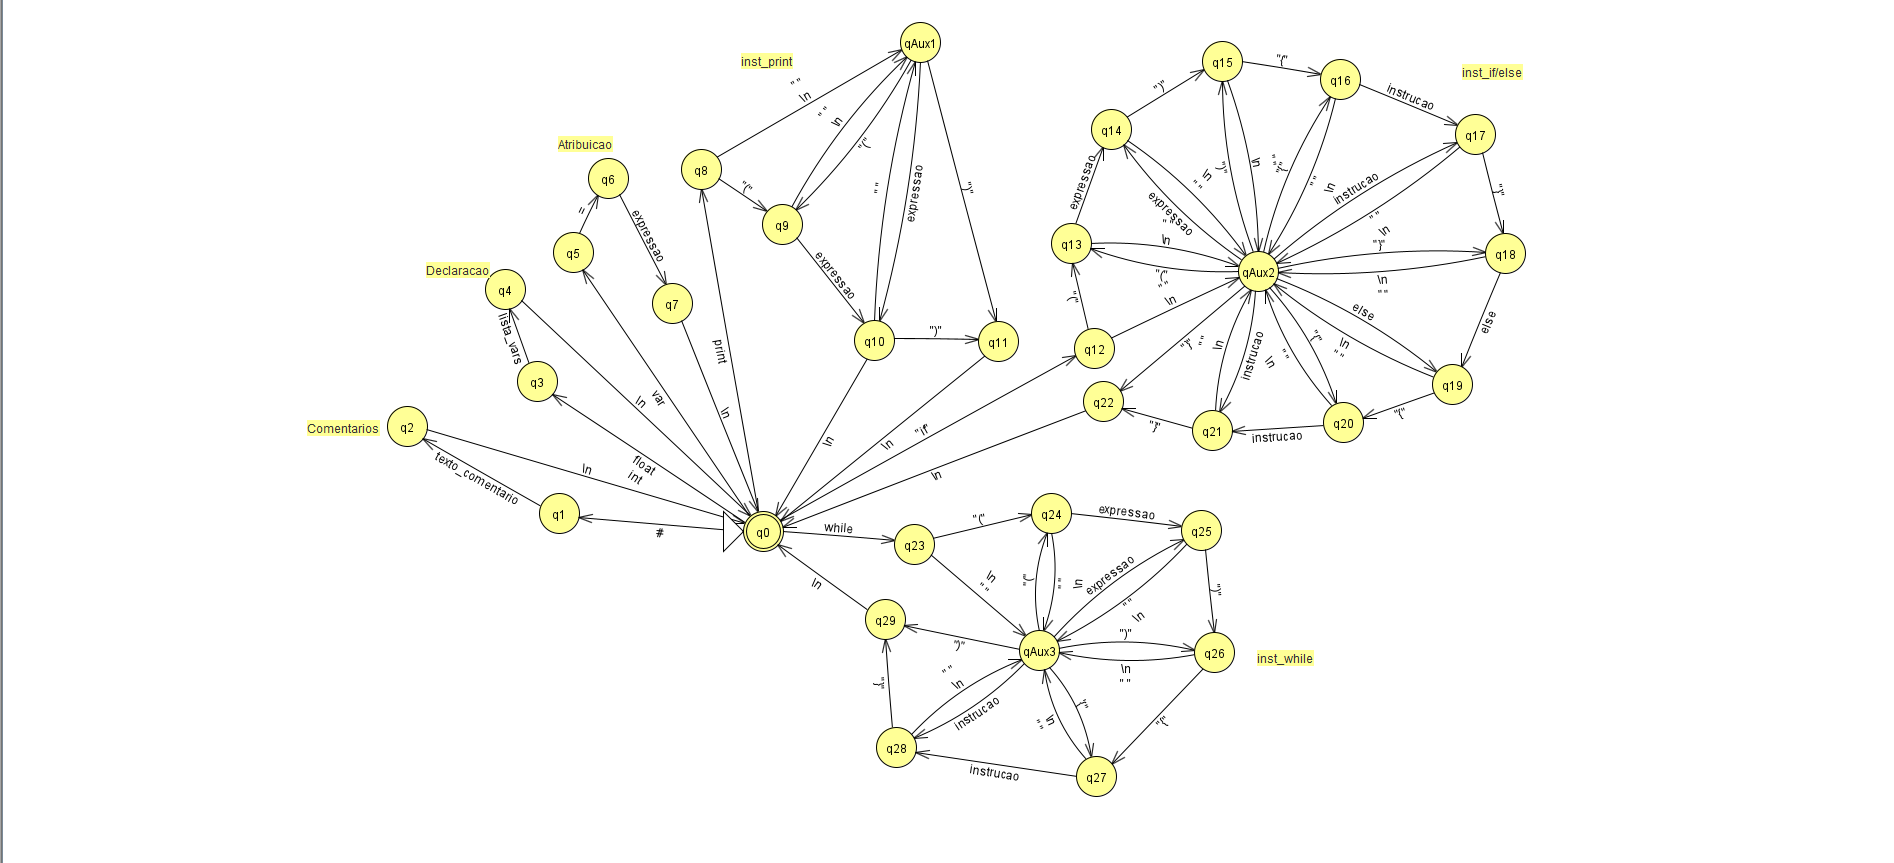 qAux1
inst_print
" "
\n
" "
\n
"("
"("
" "
expressao
")"
q8
q9
expressao
q10
")"
q11
print
\n
\n
Atribuicao
q6
=
expressao
q5
q7
var
\n
Declaracao
q4
lista_vars
q3
\n
float
int
Comentarios
q2
\n
texto_comentario
q1
#
q0
inst_if/else
q15
"{"
q16
instrucao
q17
")"
q14
"}"
expressao
q13
")"
\n
" "
\n
"{"
" "
\n
instrucao
" "
\n
expressao
" "
\n
"("
" "
"("
\n
q12
"if"
qAux2
"}"
\n
" "
q18
else
else
q19
"{"
\n
" "
"{"
q20
\n
" "
instrucao
instrucao
q21
\n
" "
"}"
"}"
q22
\n
while
q23
"("
q24
expressao
q25
\n
" "
"("
" "
\n
expressao
" "
\n
")"
")"
\n
" "
q26
inst_while
qAux3
"}"
q29
\n
"}"
" "
\n
instrucao
q28
instrucao
q27
" "
\n
"{"
"{"